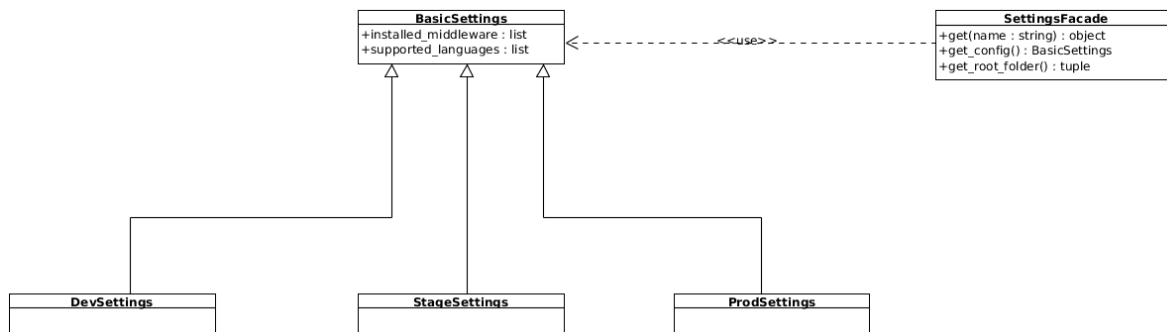 BasicSettings
+installed_middleware : list
+supported_languages : list
<<use>>
SettingsFacade
+get(name : string) : object
+get_config() : BasicSettings
+get_root_folder() : tuple
DevSettings
StageSettings
ProdSettings